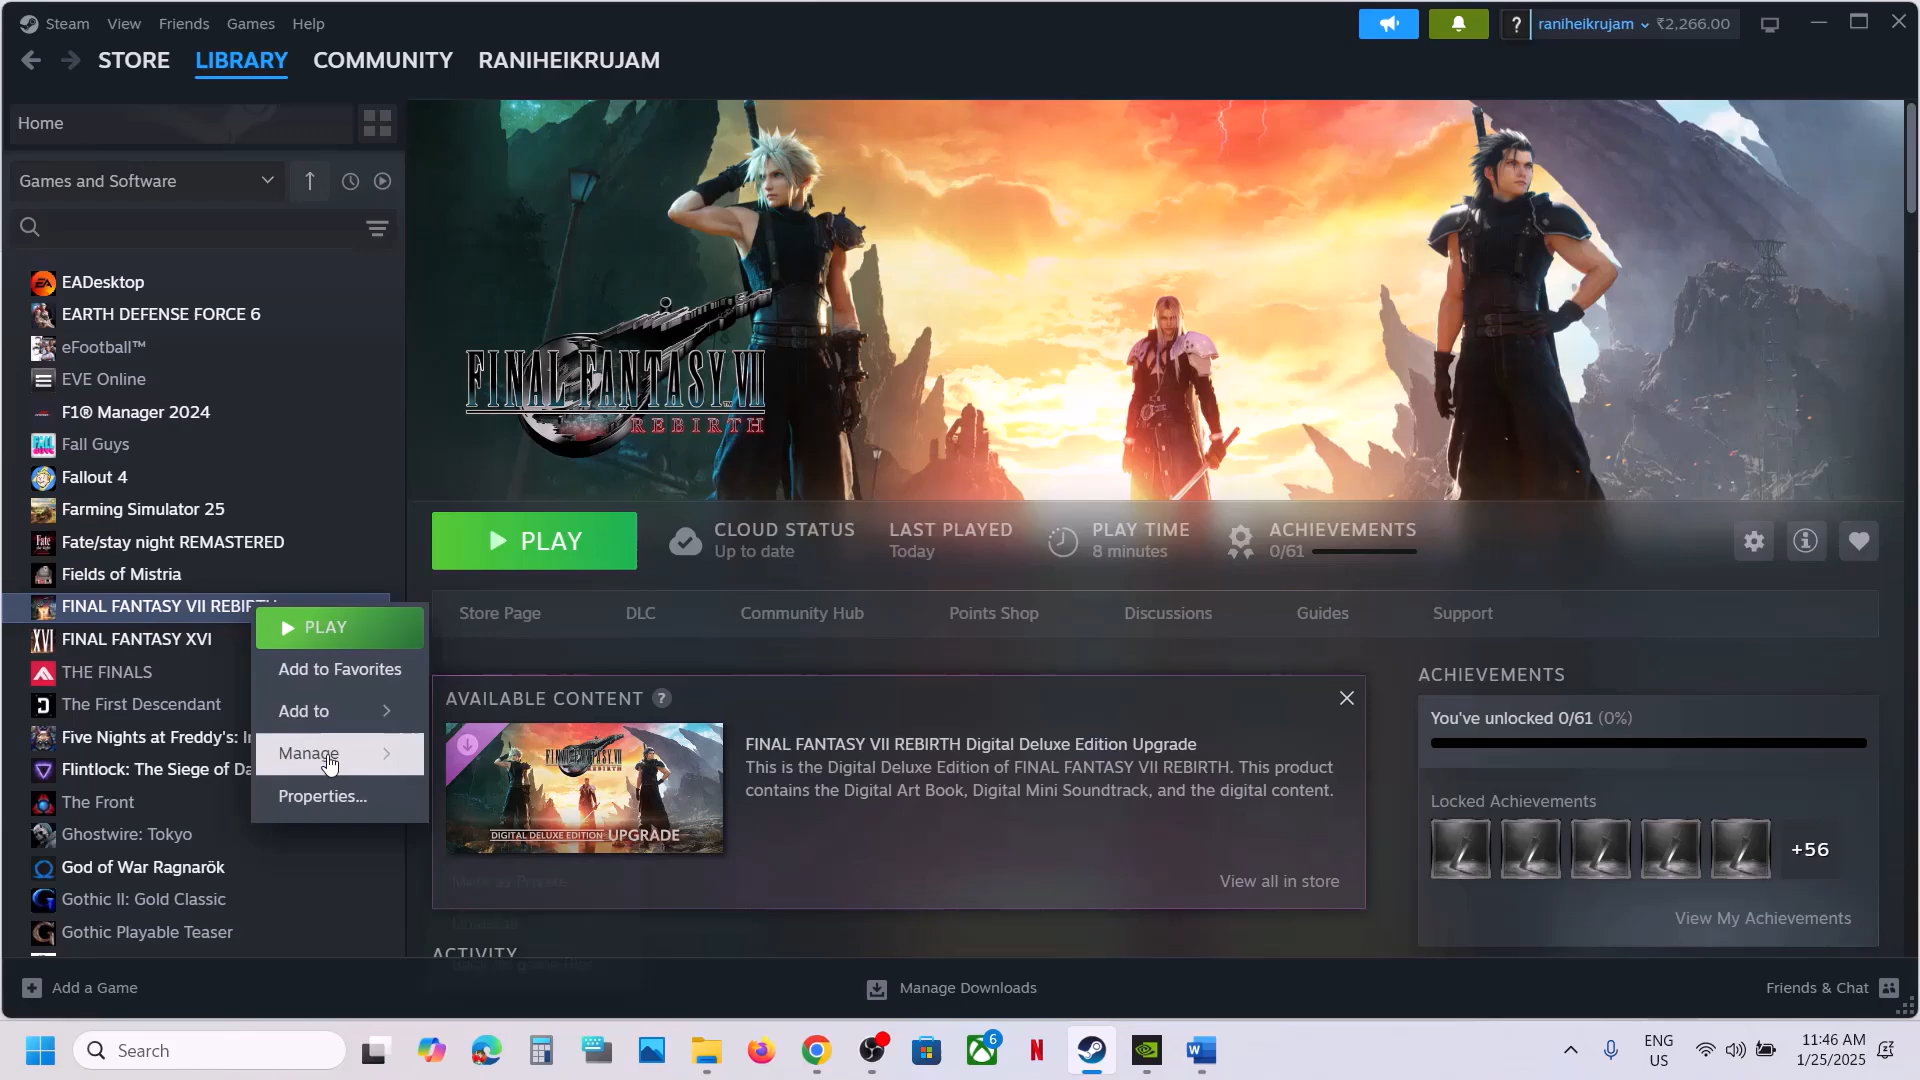 Steam View Friends Games Help
? raniheikrujam ₹2,266.00
STORE LIBRARY COMMUNITY RANIHEIKRUJAM
Home
Games and Software
EADesktop
EARTH DEFENSE FORCE 6
eFootball™
EVE Online
F1® Manager 2024
Fall Guys
Fallout 4
Farming Simulator 25
Fate/stay night REMASTERED
Fields of Mistria
FINAL FANTASY VII REBIRTH
FINAL FANTASY XVI
THE FINALS
The First Descendant
Five Nights at Freddy's: I
Flintlock: The Siege of Da
The Front
Ghostwire: Tokyo
God of War Ragnarök
Gothic II: Gold Classic
Gothic Playable Teaser
PLAY
Add to Favorites
Add to
Manage
Properties...
FINAL FANTASY VII
REBIRTH
PLAY
CLOUD STATUS
Up to date
LAST PLAYED
Today
PLAY TIME
8 minutes
ACHIEVEMENTS
0/61
Store Page DLC Community Hub Points Shop Discussions Guides Support
AVAILABLE CONTENT ?
DIGITAL DELUXE EDITION UPGRADE
FINAL FANTASY VII REBIRTH Digital Deluxe Edition Upgrade
This is the Digital Deluxe Edition of FINAL FANTASY VII REBIRTH. This product
contains the Digital Art Book, Digital Mini Soundtrack, and the digital content.
View all in store
ACTIVITY
ACHIEVEMENTS
You've unlocked 0/61 (0%)
Locked Achievements
+56
View My Achievements
Add a Game
Manage Downloads
Friends & Chat
Search
6
ENG
US
11:46 AM
1/25/2025